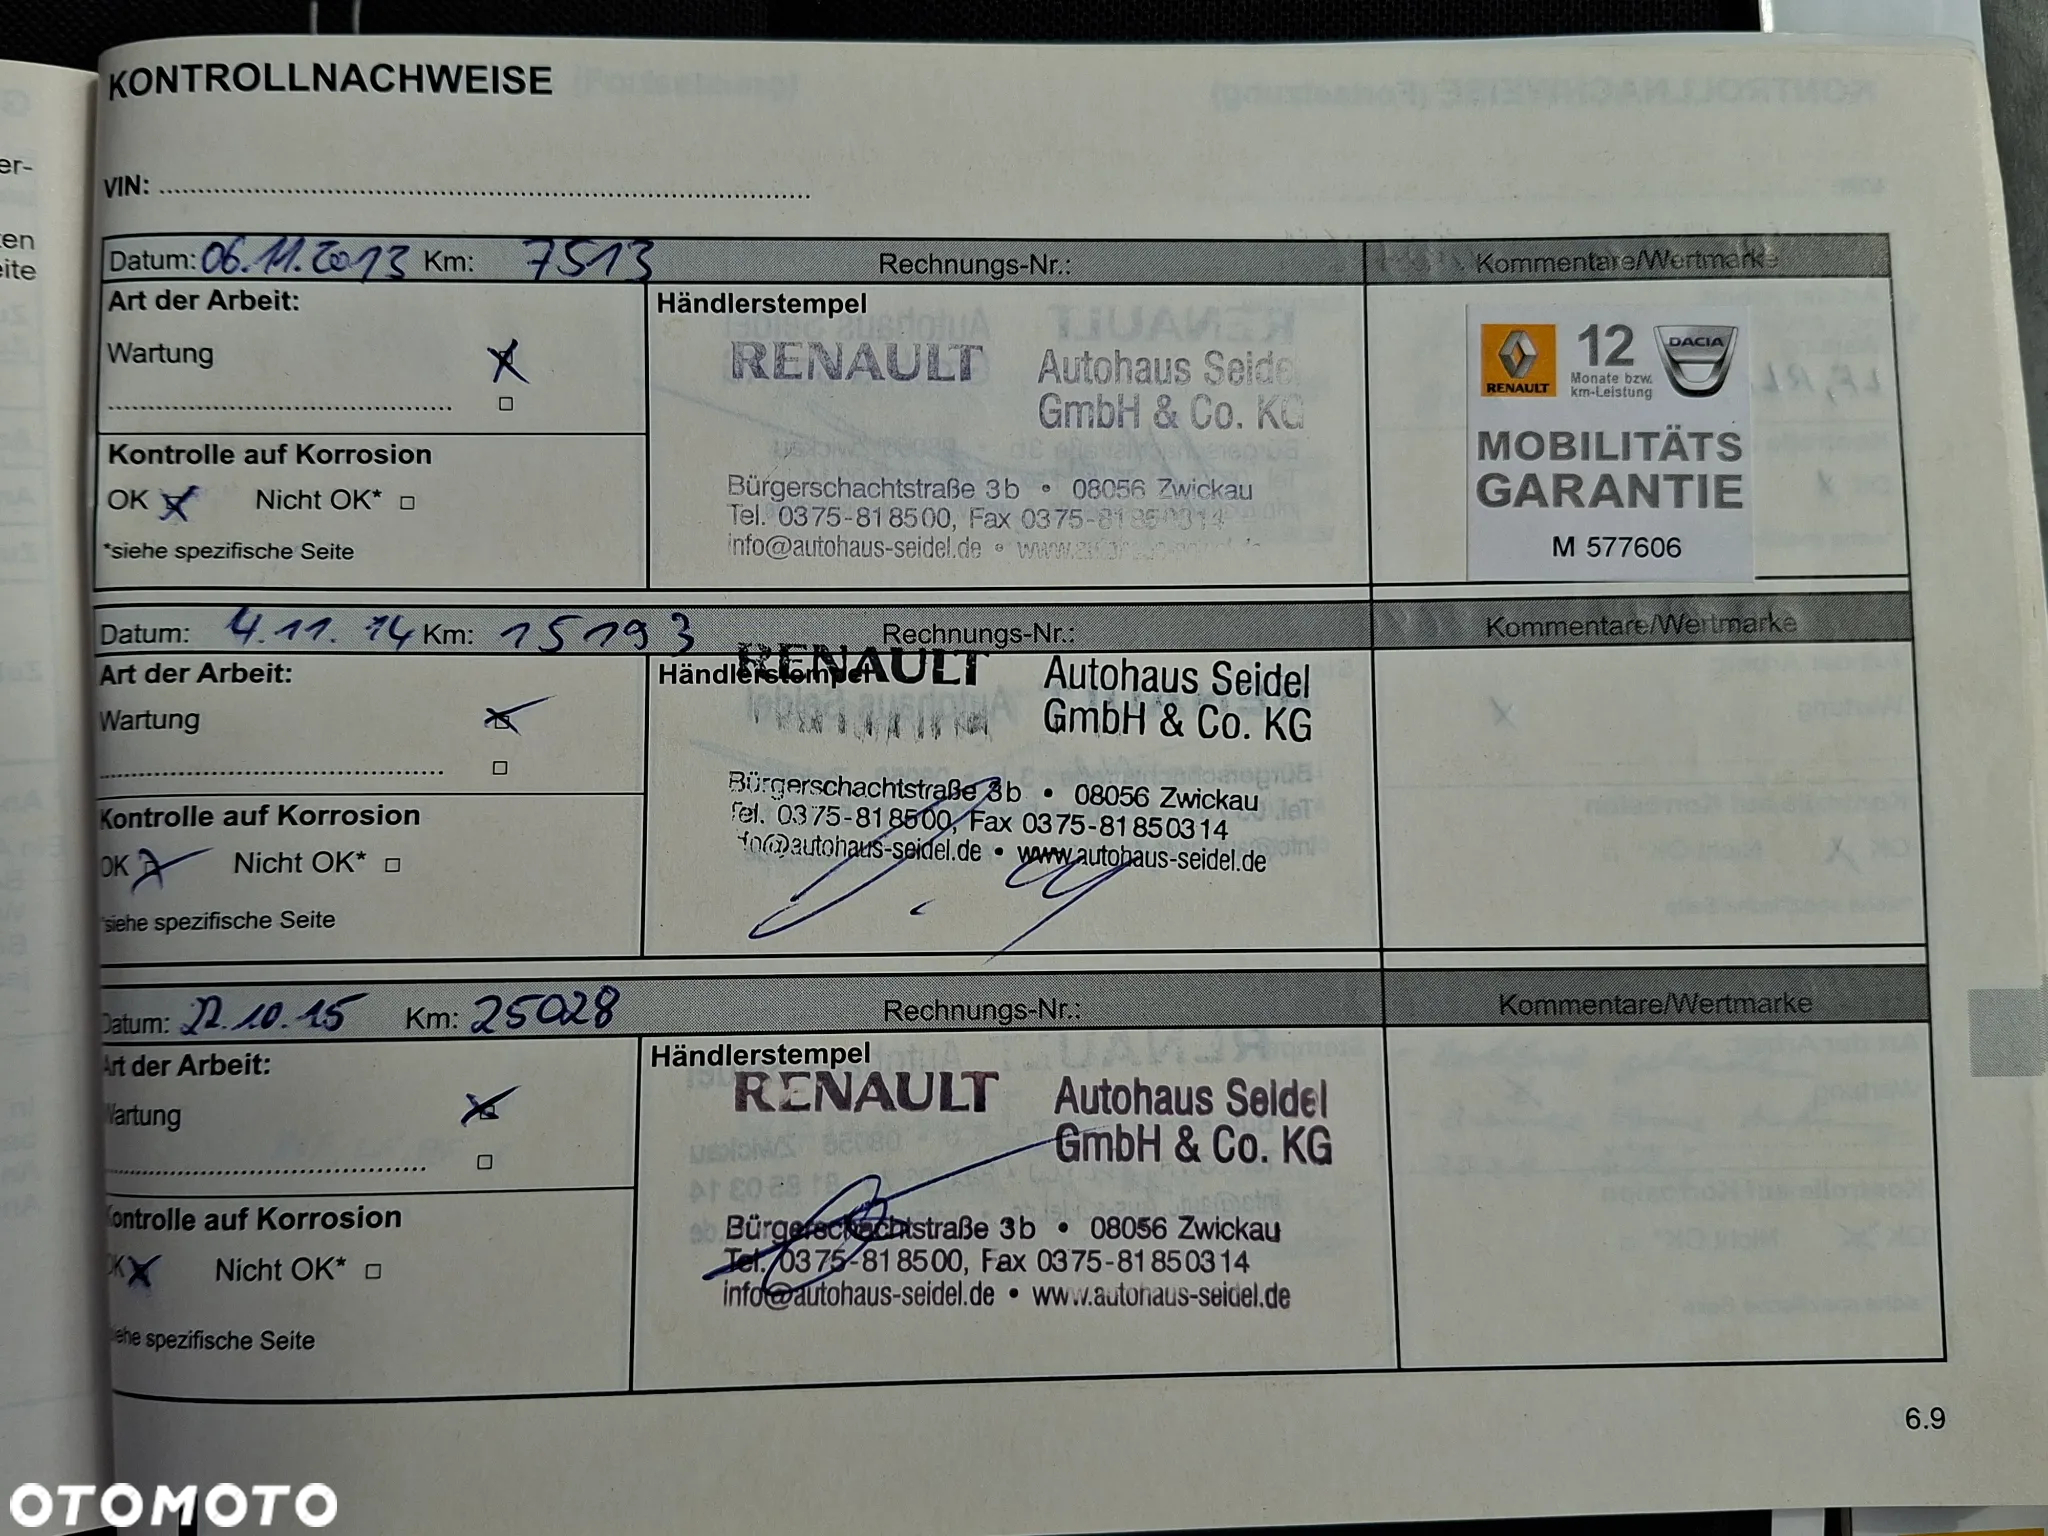 KONTROLLNACHWEISE
VIN:
Datum: 06.11.2013 Km: 7513 Rechnungs-Nr.: Kommentare/Wertmarke
Art der Arbeit:
Wartung
Kontrolle auf Korrosion
OK Nicht OK*
*siehe spezifische Seite
Händlerstempel
RENAULT Autohaus Seidel
GmbH & Co. KG
Bürgerschachtstraße 3b • 08056 Zwickau
Tel. 0375-818500, Fax 0375-81850314
info@autohaus-seidel.de • www.autohaus-seidel.de
RENAULT 12 DACIA
Monate bzw.
km-Leistung
MOBILITÄTS
GARANTIE
M 577606
Datum: 4.11.14 Km: 15193 Rechnungs-Nr.: Kommentare/Wertmarke
Art der Arbeit:
Wartung
Kontrolle auf Korrosion
OK Nicht OK*
*siehe spezifische Seite
Händlerstempel
RENAULT Autohaus Seidel
GmbH & Co. KG
Bürgerschachtstraße 3b • 08056 Zwickau
Tel. 0375-818500, Fax 0375-81850314
info@autohaus-seidel.de • www.autohaus-seidel.de
Datum: 22.10.15 Km: 25028 Rechnungs-Nr.: Kommentare/Wertmarke
Art der Arbeit:
Wartung
Kontrolle auf Korrosion
OK Nicht OK*
siehe spezifische Seite
Händlerstempel
RENAULT Autohaus Seidel
GmbH & Co. KG
Bürgerschachtstraße 3b • 08056 Zwickau
Tel. 0375-818500, Fax 0375-81850314
info@autohaus-seidel.de • www.autohaus-seidel.de
6.9
OTOMOTO